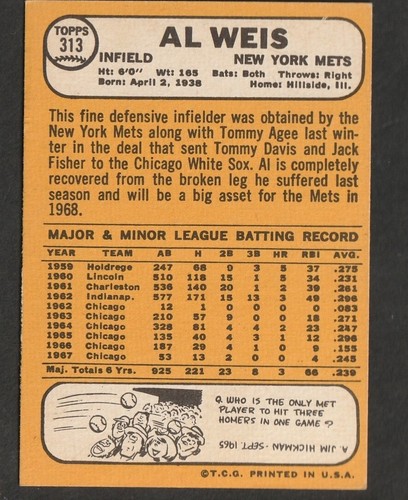 TOPPS
313
AL WEIS
INFIELD NEW YORK METS
Ht: 6'0" Wt: 165 Bats: Both Throws: Right
Born: April 2, 1938 Home: Hillside, Ill.
This fine defensive infielder was obtained by the
New York Mets along with Tommy Agee last win-
ter in the deal that sent Tommy Davis and Jack
Fisher to the Chicago White Sox. Al is completely
recovered from the broken leg he suffered last
season and will be a big asset for the Mets in
1968.
MAJOR & MINOR LEAGUE BATTING RECORD
YEAR TEAM AB H 2B 3B HR RBI AVG.
1959 Holdrege 247 68 9 3 5 37 .275
1960 Lincoln 510 118 15 1 5 34 .231
1961 Charleston 536 140 20 1 2 39 .261
1962 Indianap. 577 171 15 13 3 49 .296
1962 Chicago 12 1 0 0 0 0 .083
1963 Chicago 210 57 9 0 0 18 .271
1964 Chicago 328 81 4 4 2 23 .247
1965 Chicago 135 40 4 3 1 12 .296
1966 Chicago 187 29 4 1 0 9 .155
1967 Chicago 53 13 2 0 0 4 .245
Maj. Totals 6 Yrs. 925 221 23 8 3 66 .239
Q. WHO IS THE ONLY MET
PLAYER TO HIT THREE
HOMERS IN ONE GAME?
A JIM HICKMAN - SEPT. 1965
©T.C.G. PRINTED IN U.S.A.